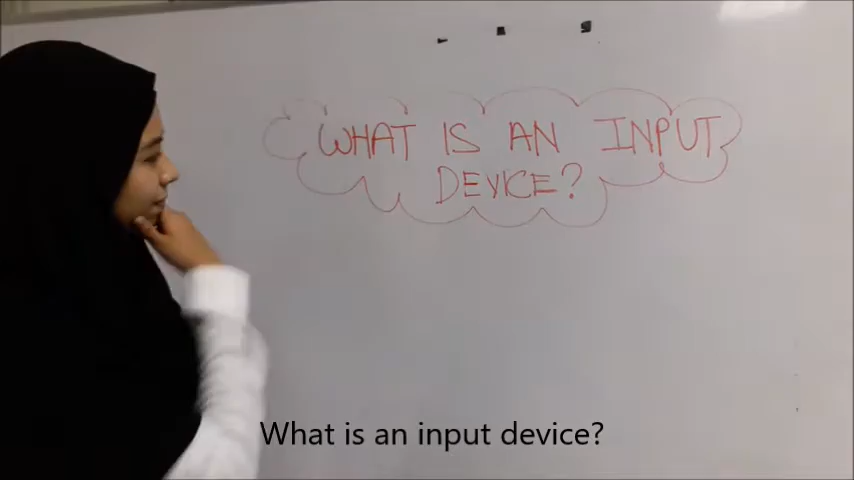 WHAT IS AN INPUT
DEVICE?
What is an input device?